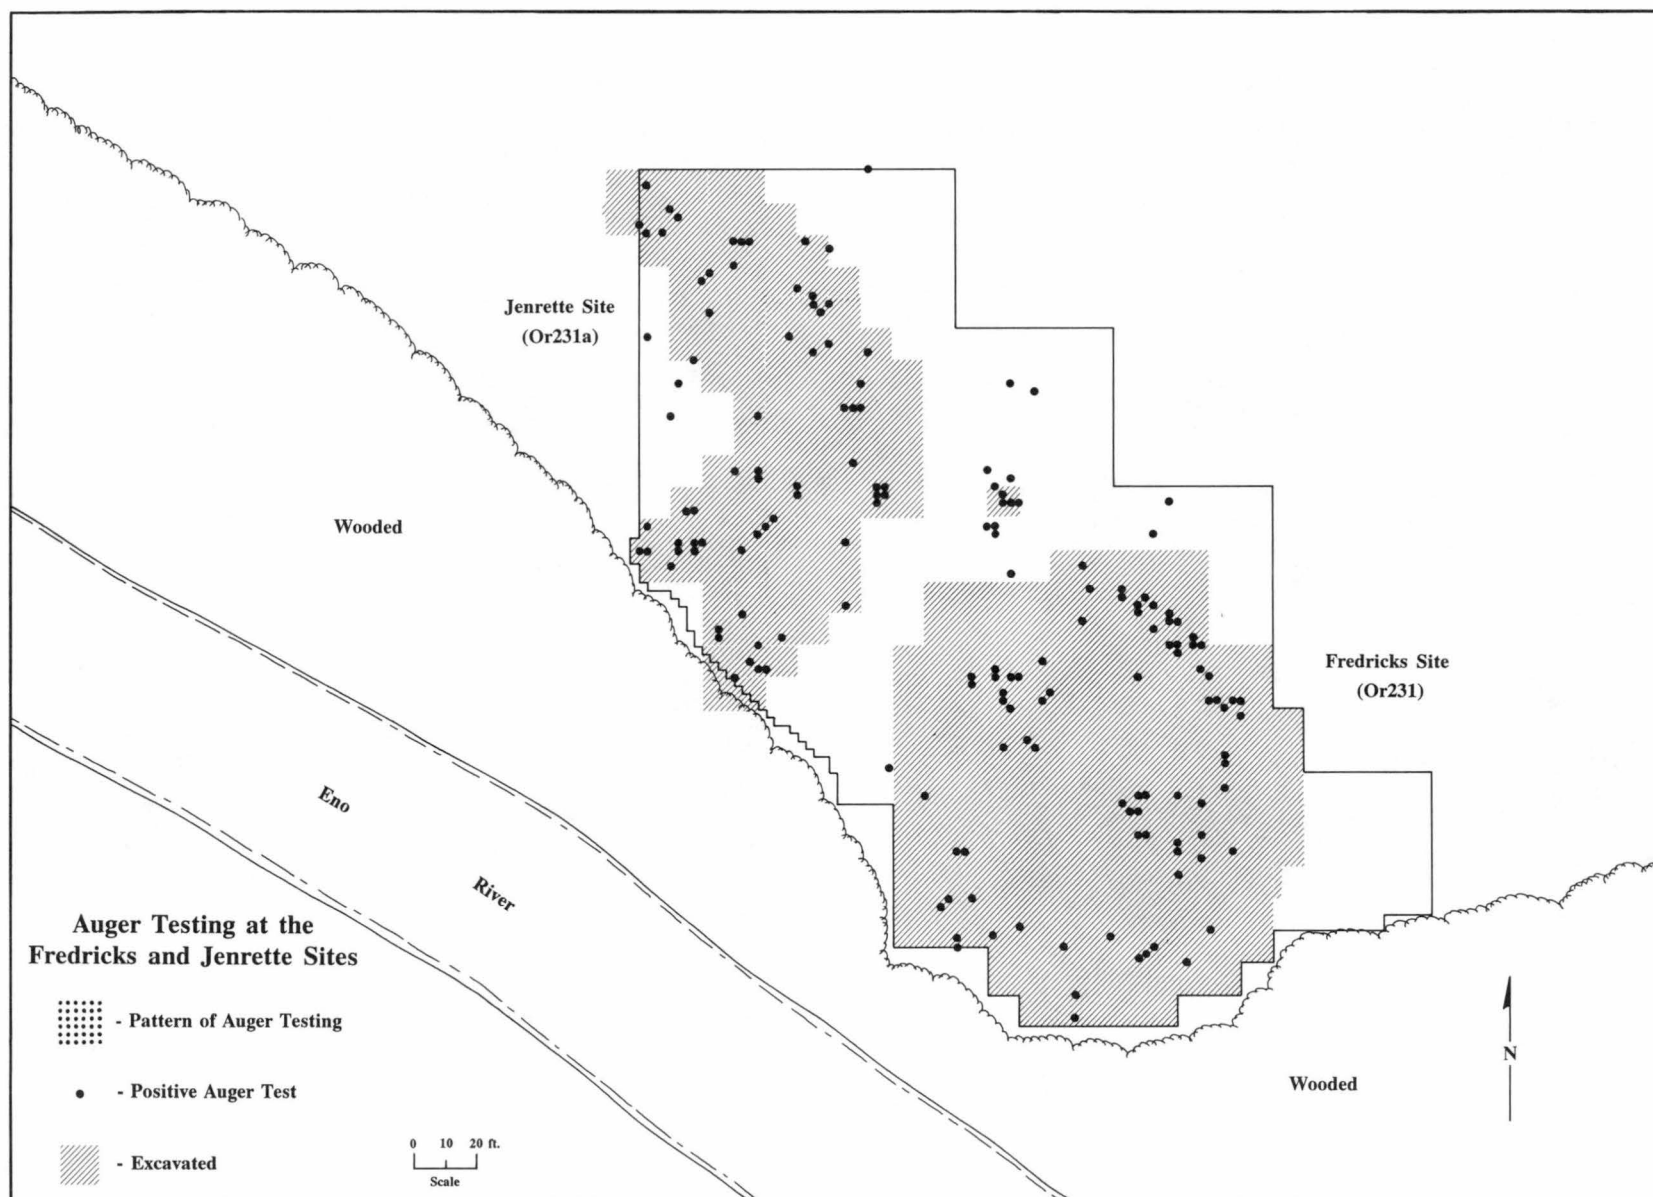 Jenrette Site
(Or231a)
Wooded
Fredricks Site
(Or231)
Eno
River
Wooded
N
Auger Testing at the
Fredricks and Jenrette Sites
- Pattern of Auger Testing
- Positive Auger Test
- Excavated
0 10 20 ft.
Scale